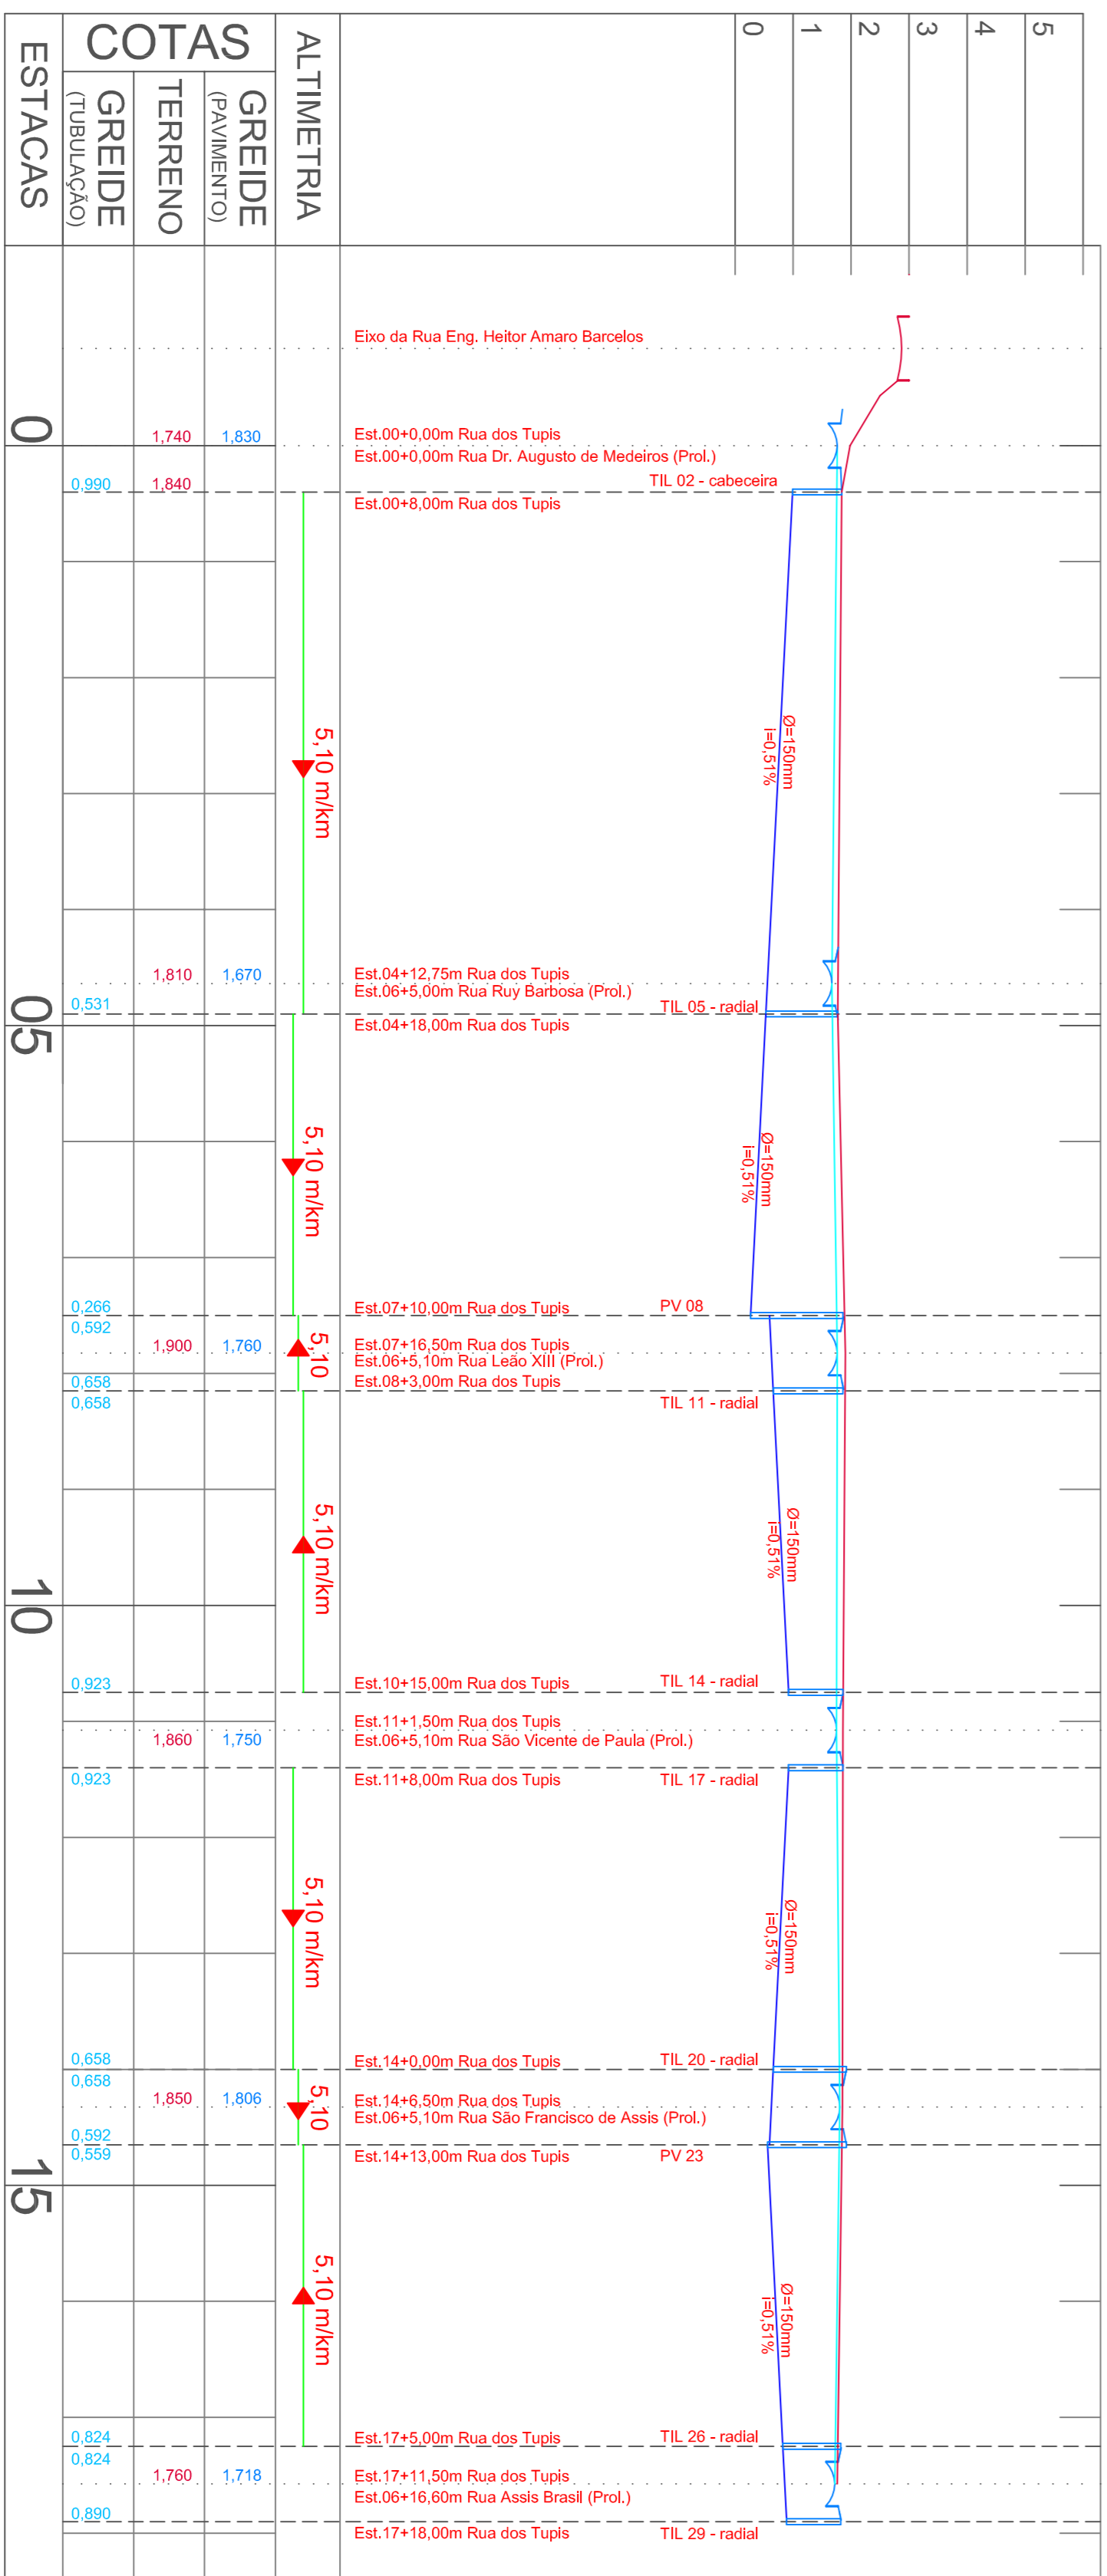 ESTACAS
COTAS
GREIDE
(TUBULAÇÃO)
TERRENO
GREIDE
(PAVIMENTO)
ALTIMETRIA
0
1
2
3
4
5
Eixo da Rua Eng. Heitor Amaro Barcelos
0
1,740
1,830
Est.00+0,00m Rua dos Tupis
Est.00+0,00m Rua Dr. Augusto de Medeiros (Prol.)
0,990
1,840
TIL 02 - cabeceira
Est.00+8,00m Rua dos Tupis
5,10 m/km
Ø=150mm
i=0,51%
1,810
1,670
Est.04+12,75m Rua dos Tupis
Est.06+5,00m Rua Ruy Barbosa (Prol.)
0,531
TIL 05 - radial
Est.04+18,00m Rua dos Tupis
05
5,10 m/km
Ø=150mm
i=0,51%
0,266
Est.07+10,00m Rua dos Tupis
PV 08
0,592
5,10
1,900
1,760
Est.07+16,50m Rua dos Tupis
Est.06+5,10m Rua Leão XIII (Prol.)
0,658
Est.08+3,00m Rua dos Tupis
0,658
TIL 11 - radial
5,10 m/km
Ø=150mm
i=0,51%
10
0,923
Est.10+15,00m Rua dos Tupis
TIL 14 - radial
Est.11+1,50m Rua dos Tupis
1,860
1,750
Est.06+5,10m Rua São Vicente de Paula (Prol.)
0,923
Est.11+8,00m Rua dos Tupis
TIL 17 - radial
5,10 m/km
Ø=150mm
i=0,51%
0,658
Est.14+0,00m Rua dos Tupis
TIL 20 - radial
0,658
5,10
1,850
1,806
Est.14+6,50m Rua dos Tupis
Est.06+5,10m Rua São Francisco de Assis (Prol.)
0,592
0,559
Est.14+13,00m Rua dos Tupis
PV 23
15
5,10 m/km
Ø=150mm
i=0,51%
0,824
Est.17+5,00m Rua dos Tupis
TIL 26 - radial
0,824
1,760
1,718
Est.17+11,50m Rua dos Tupis
Est.06+16,60m Rua Assis Brasil (Prol.)
0,890
Est.17+18,00m Rua dos Tupis
TIL 29 - radial